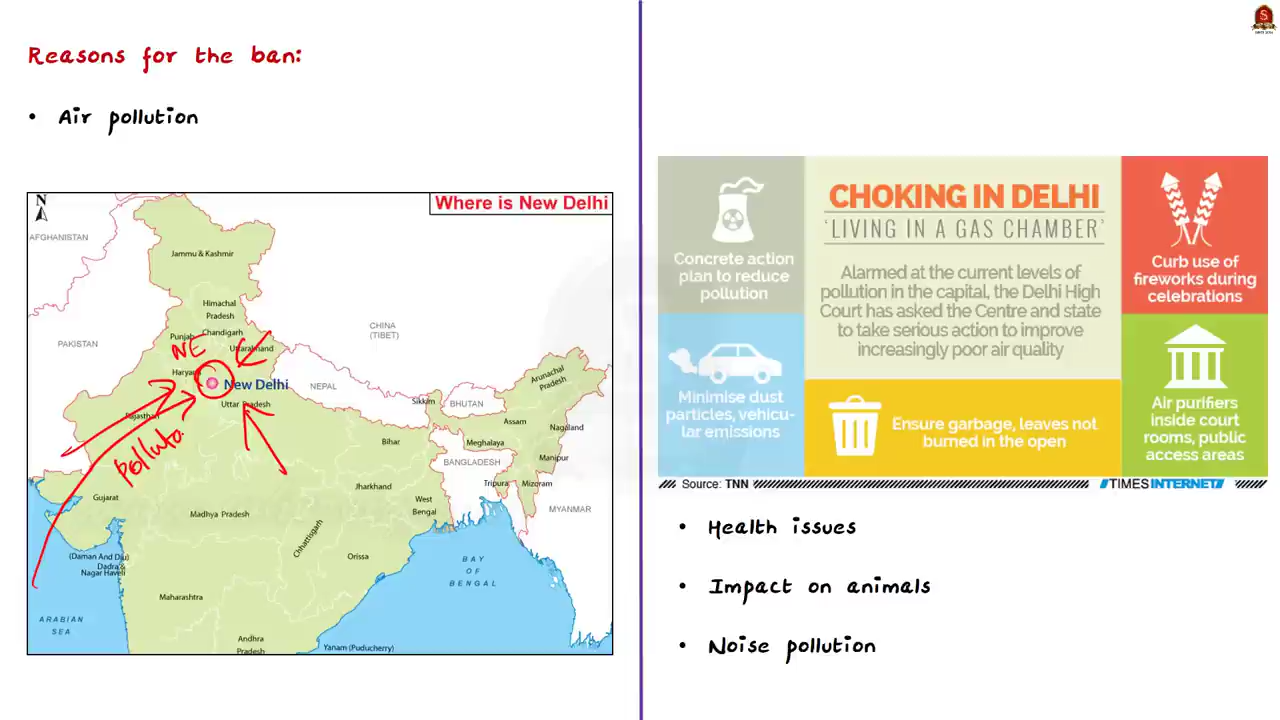 Reasons for the ban:
• Air pollution
N
Where is New Delhi
AFGHANISTAN
Jammu & Kashmir
Himachal
Pradesh
CHINA
(TIBET)
PAKISTAN
Punjab
Chandigarh
Uttarakhand
NE
Haryana
New Delhi
NEPAL
Rajasthan
Uttar Pradesh
Sikkim
BHUTAN
Arunachal
Pradesh
Assam
Nagaland
Meghalaya
Manipur
Bihar
BANGLADESH
Tripura
Mizoram
MYANMAR
Polluto.
Gujarat
Madhya Pradesh
Jharkhand
West
Bengal
Chhattisgarh
Orissa
(Daman And Diu)
Dadra &
Nagar Haveli
BAY
OF
BENGAL
Maharashtra
ARABIAN
SEA
Andhra
Pradesh
Yanam (Puducherry)
Concrete action
plan to reduce
pollution
CHOKING IN DELHI
'LIVING IN A GAS CHAMBER'
Alarmed at the current levels of
pollution in the capital, the Delhi High
Court has asked the Centre and state
to take serious action to improve
increasingly poor air quality
Curb use of
fireworks during
celebrations
Minimise dust
particles, vehicu-
lar emissions
Ensure garbage, leaves not
burned in the open
Air purifiers
inside court
rooms, public
access areas
Source: TNN
TIMESINTERNET
• Health issues
• Impact on animals
• Noise pollution